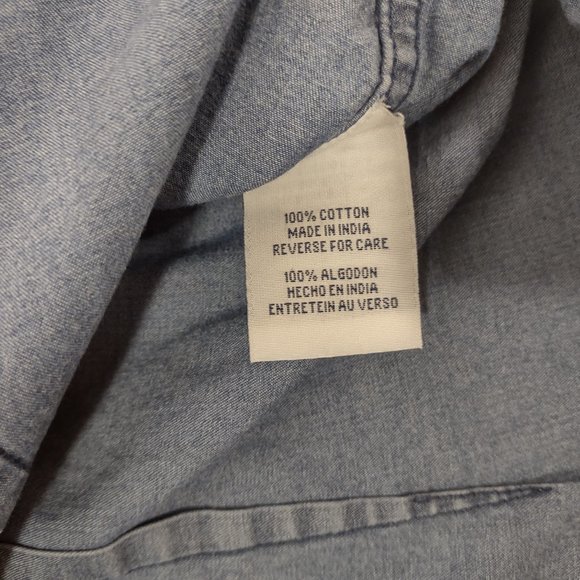 100% COTTON
MADE IN INDIA
REVERSE FOR CARE
100% ALGODON
HECHO EN INDIA
ENTRETEIN AU VERSO